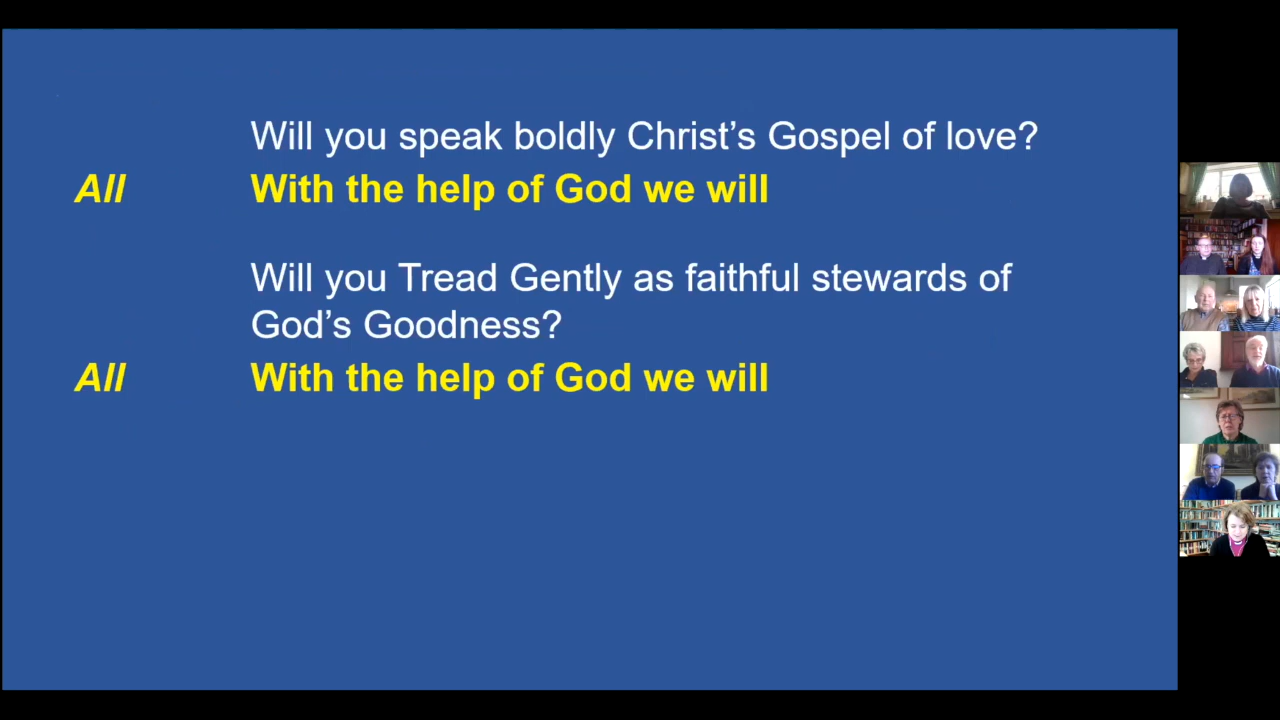 Will you speak boldly Christ's Gospel of love?
All With the help of God we will
Will you Tread Gently as faithful stewards of
God's Goodness?
All With the help of God we will